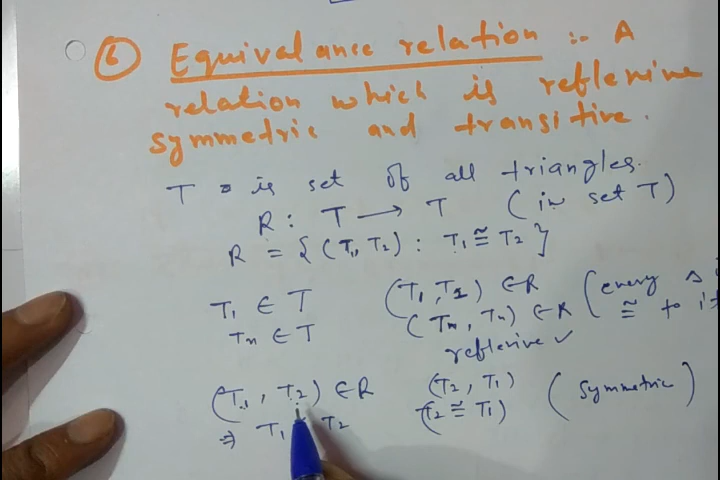 ⑥ Equivalance relation :- A
relation which is reflexive
symmetric and transitive.
T is set of all triangles.
R : T → T (in set T)
R = { (T1, T2) : T1 ≅ T2 }
T1 ∈ T (T1, T1) ∈ R (every Δ i
Tn ∈ T (Tn, Tn) ∈ R ≅ to it
reflexive ✓
(T1, T2) ∈ R (T2, T1) (symmetric)
⇒ T1 T2 (T2 ≅ T1)